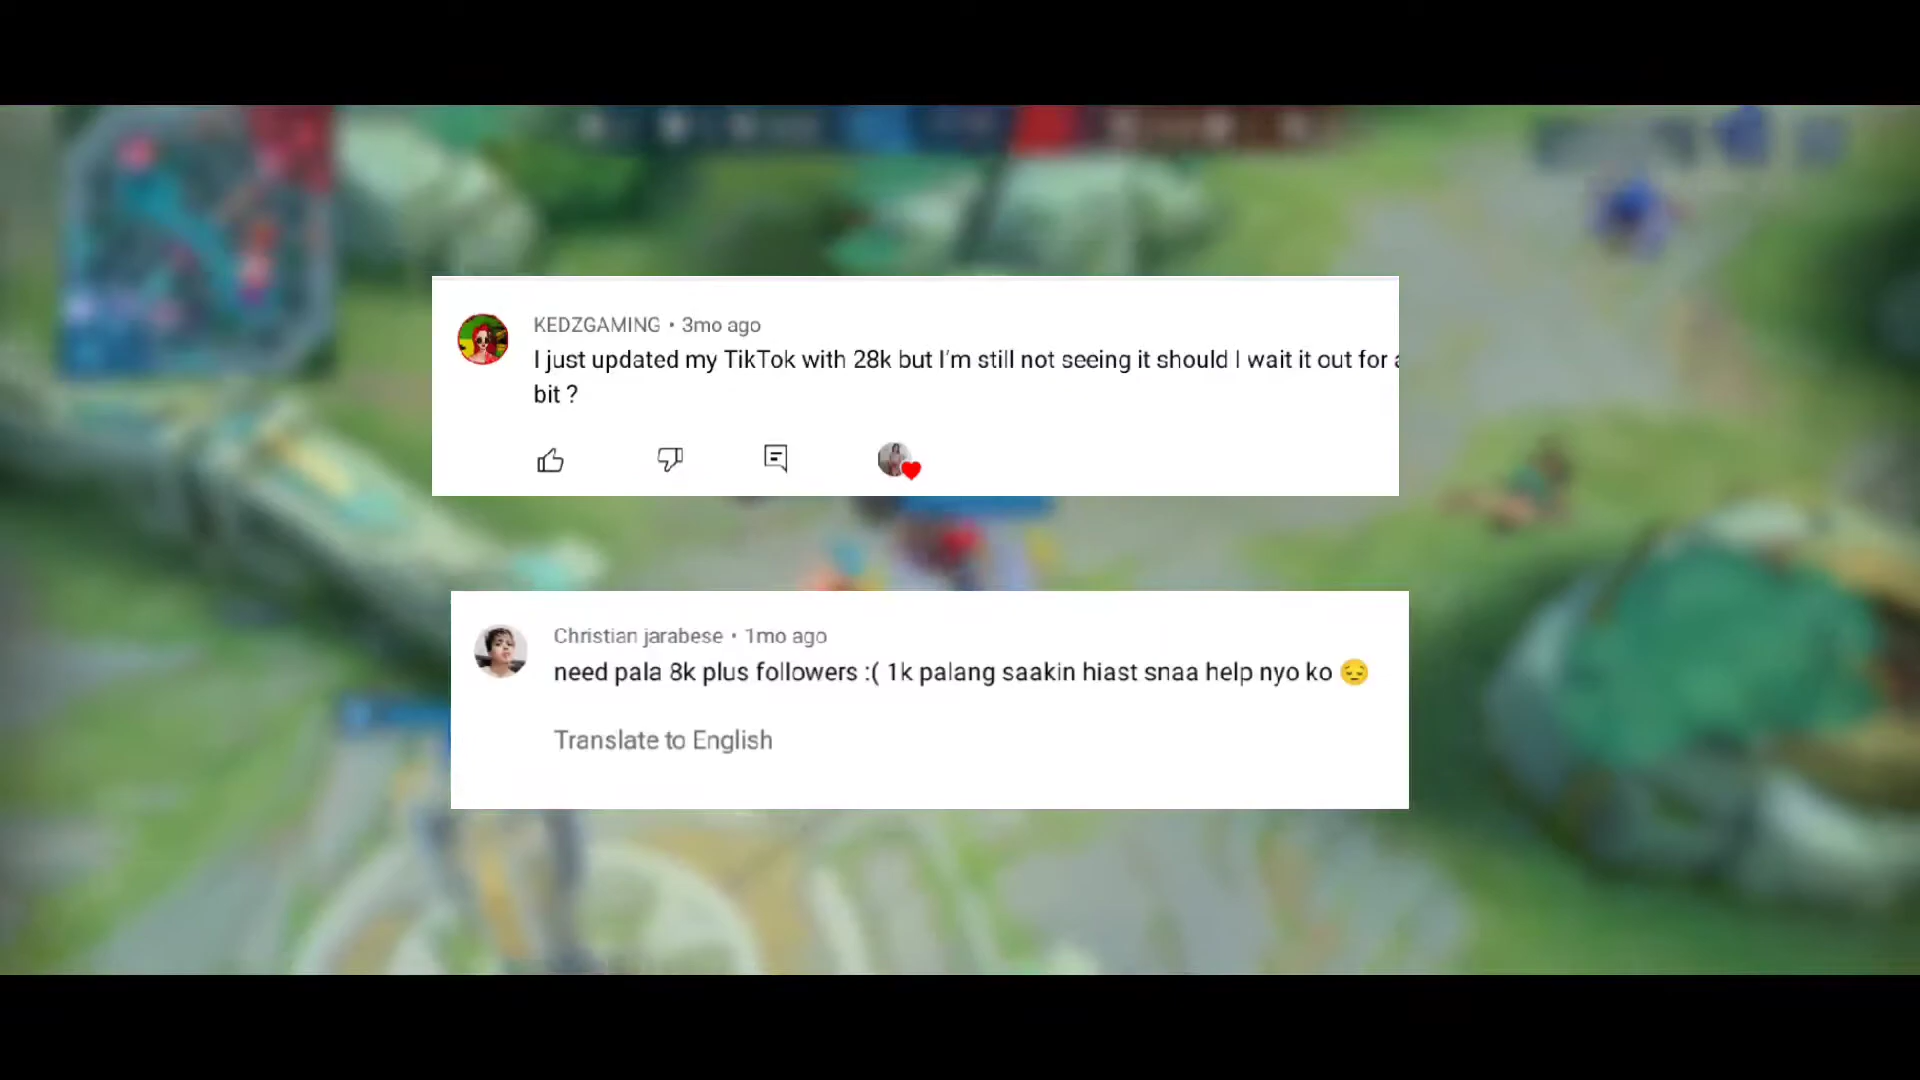 KEDZGAMING • 3mo ago
I just updated my TikTok with 28k but I'm still not seeing it should I wait it out for
bit ?
Christian jarabese • 1mo ago
need pala 8k plus followers :( 1k palang saakin hiast snaa help nyo ko 😔
Translate to English